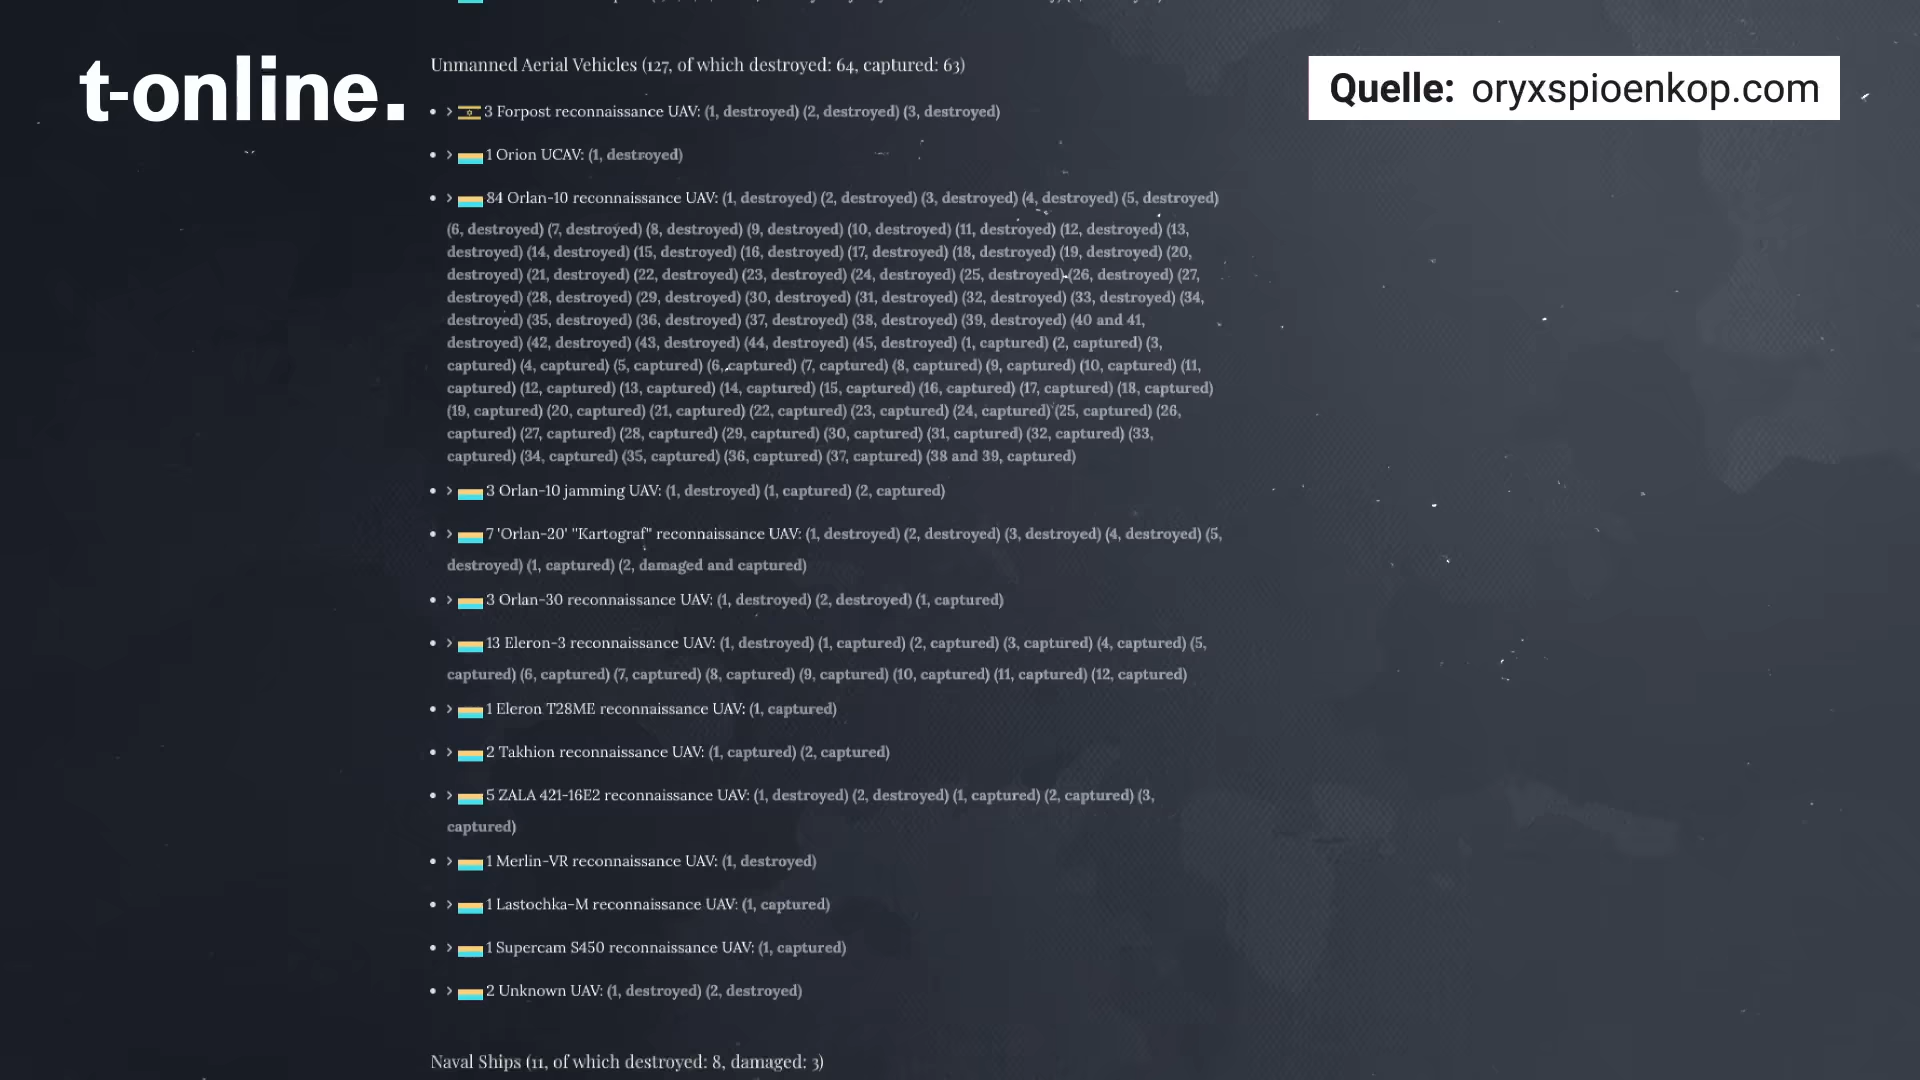 t-online.
Quelle: oryxspioenkop.com
Unmanned Aerial Vehicles (127, of which destroyed: 64, captured: 63)
• > 3 Forpost reconnaissance UAV: (1, destroyed) (2, destroyed) (3, destroyed)
• > 1 Orion UCAV: (1, destroyed)
• > 84 Orlan-10 reconnaissance UAV: (1, destroyed) (2, destroyed) (3, destroyed) (4, destroyed) (5, destroyed)
(6, destroyed) (7, destroyed) (8, destroyed) (9, destroyed) (10, destroyed) (11, destroyed) (12, destroyed) (13,
destroyed) (14, destroyed) (15, destroyed) (16, destroyed) (17, destroyed) (18, destroyed) (19, destroyed) (20,
destroyed) (21, destroyed) (22, destroyed) (23, destroyed) (24, destroyed) (25, destroyed) (26, destroyed) (27,
destroyed) (28, destroyed) (29, destroyed) (30, destroyed) (31, destroyed) (32, destroyed) (33, destroyed) (34,
destroyed) (35, destroyed) (36, destroyed) (37, destroyed) (38, destroyed) (39, destroyed) (40 and 41,
destroyed) (42, destroyed) (43, destroyed) (44, destroyed) (45, destroyed) (1, captured) (2, captured) (3,
captured) (4, captured) (5, captured) (6, captured) (7, captured) (8, captured) (9, captured) (10, captured) (11,
captured) (12, captured) (13, captured) (14, captured) (15, captured) (16, captured) (17, captured) (18, captured)
(19, captured) (20, captured) (21, captured) (22, captured) (23, captured) (24, captured) (25, captured) (26,
captured) (27, captured) (28, captured) (29, captured) (30, captured) (31, captured) (32, captured) (33,
captured) (34, captured) (35, captured) (36, captured) (37, captured) (38 and 39, captured)
• > 3 Orlan-10 jamming UAV: (1, destroyed) (1, captured) (2, captured)
• > 7 'Orlan-20' "Kartograf" reconnaissance UAV: (1, destroyed) (2, destroyed) (3, destroyed) (4, destroyed) (5,
destroyed) (1, captured) (2, damaged and captured)
• > 3 Orlan-30 reconnaissance UAV: (1, destroyed) (2, destroyed) (1, captured)
• > 13 Eleron-3 reconnaissance UAV: (1, destroyed) (1, captured) (2, captured) (3, captured) (4, captured) (5,
captured) (6, captured) (7, captured) (8, captured) (9, captured) (10, captured) (11, captured) (12, captured)
• > 1 Eleron T28ME reconnaissance UAV: (1, captured)
• > 2 Takhion reconnaissance UAV: (1, captured) (2, captured)
• > 5 ZALA 421-16E2 reconnaissance UAV: (1, destroyed) (2, destroyed) (1, captured) (2, captured) (3,
captured)
• > 1 Merlin-VR reconnaissance UAV: (1, destroyed)
• > 1 Lastochka-M reconnaissance UAV: (1, captured)
• > 1 Supercam S450 reconnaissance UAV: (1, captured)
• > 2 Unknown UAV: (1, destroyed) (2, destroyed)
Naval Ships (11, of which destroyed: 8, damaged: 3)